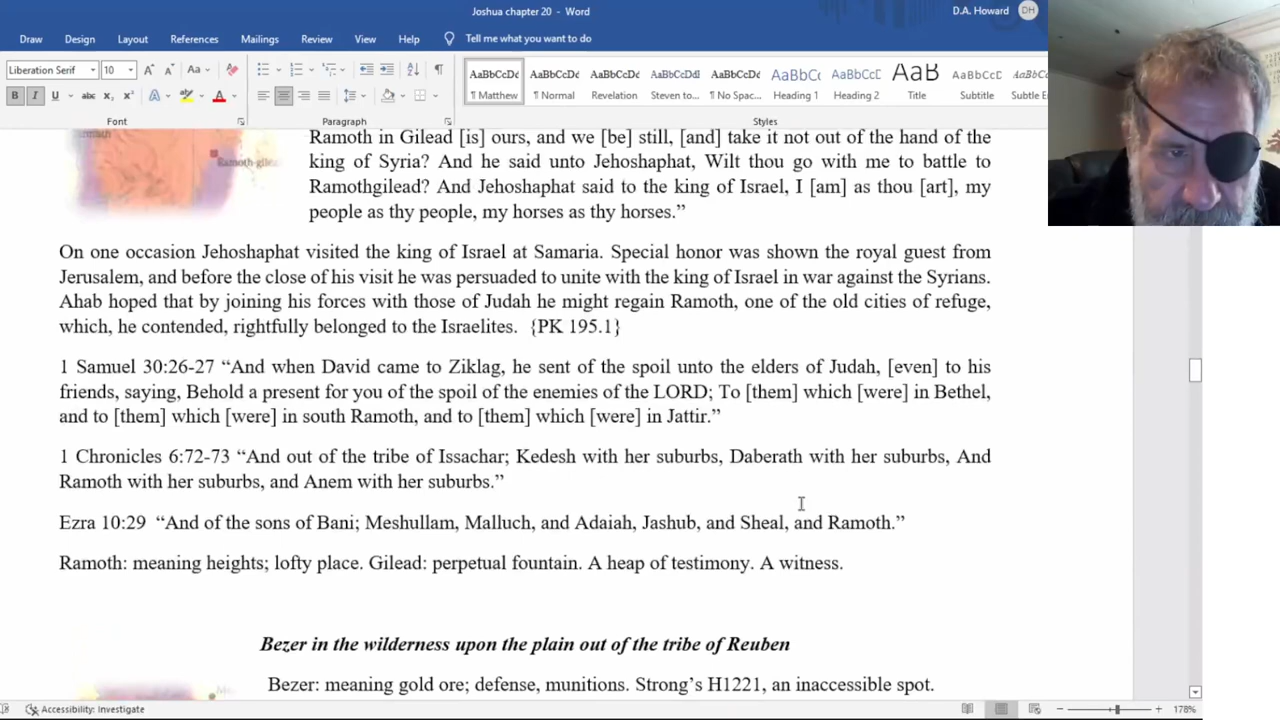 Joshua chapter 20 - Word
D.A. Howard
DH
Draw Design Layout References Mailings Review View Help Tell me what you want to do
Liberation Serif 10
Aa
B I U abc
Font
Paragraph
AaBbCcDc AaBbCcDc AaBbCcDc AaBbCcDdl AaBbCcDc AaBbC( AaBbCcD AaB AaBbCcD AaBbCcD
¶ Matthew ¶ Normal Revelation Steven to... ¶ No Spac... Heading 1 Heading 2 Title Subtitle Subtle E
Styles
Ramoth-gilea
Ramoth in Gilead [is] ours, and we [be] still, [and] take it not out of the hand of the
king of Syria? And he said unto Jehoshaphat, Wilt thou go with me to battle to
Ramothgilead? And Jehoshaphat said to the king of Israel, I [am] as thou [art], my
people as thy people, my horses as thy horses.”
On one occasion Jehoshaphat visited the king of Israel at Samaria. Special honor was shown the royal guest from
Jerusalem, and before the close of his visit he was persuaded to unite with the king of Israel in war against the Syrians.
Ahab hoped that by joining his forces with those of Judah he might regain Ramoth, one of the old cities of refuge,
which, he contended, rightfully belonged to the Israelites. {PK 195.1}
1 Samuel 30:26-27 “And when David came to Ziklag, he sent of the spoil unto the elders of Judah, [even] to his
friends, saying, Behold a present for you of the spoil of the enemies of the LORD; To [them] which [were] in Bethel,
and to [them] which [were] in south Ramoth, and to [them] which [were] in Jattir.”
1 Chronicles 6:72-73 “And out of the tribe of Issachar; Kedesh with her suburbs, Daberath with her suburbs, And
Ramoth with her suburbs, and Anem with her suburbs.”
Ezra 10:29 “And of the sons of Bani; Meshullam, Malluch, and Adaiah, Jashub, and Sheal, and Ramoth.”
Ramoth: meaning heights; lofty place. Gilead: perpetual fountain. A heap of testimony. A witness.
Bezer in the wilderness upon the plain out of the tribe of Reuben
Bezer: meaning gold ore; defense, munitions. Strong’s H1221, an inaccessible spot.
Accessibility: Investigate
178%